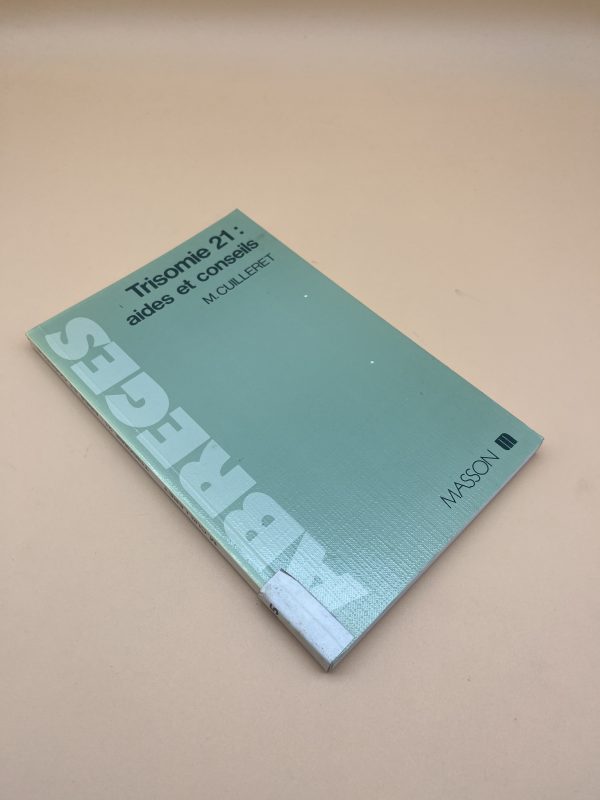 Trisomie 21 :
aides et conseils
M.CUILLERET
ABREGES
MASSON